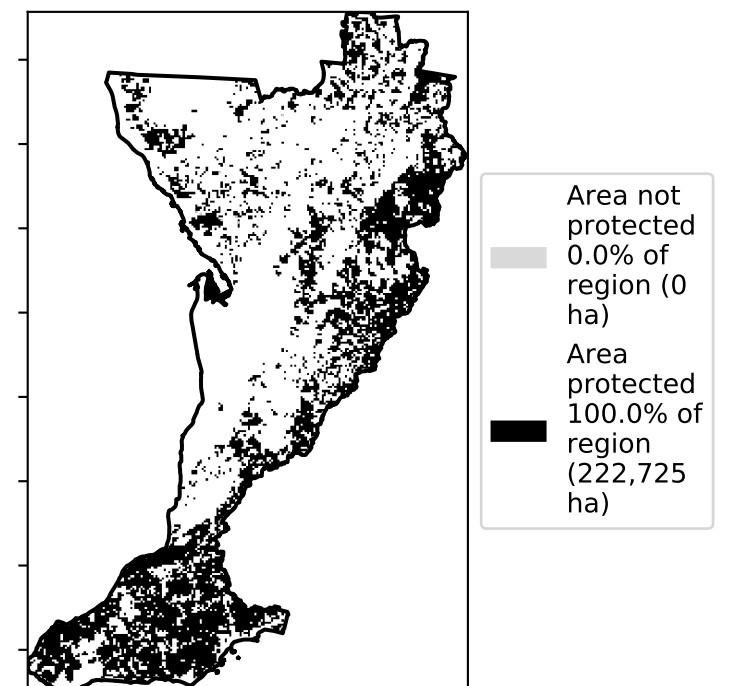 Area not
protected
0.0% of
region (0
ha)
Area
protected
100.0% of
region
(222,725
ha)